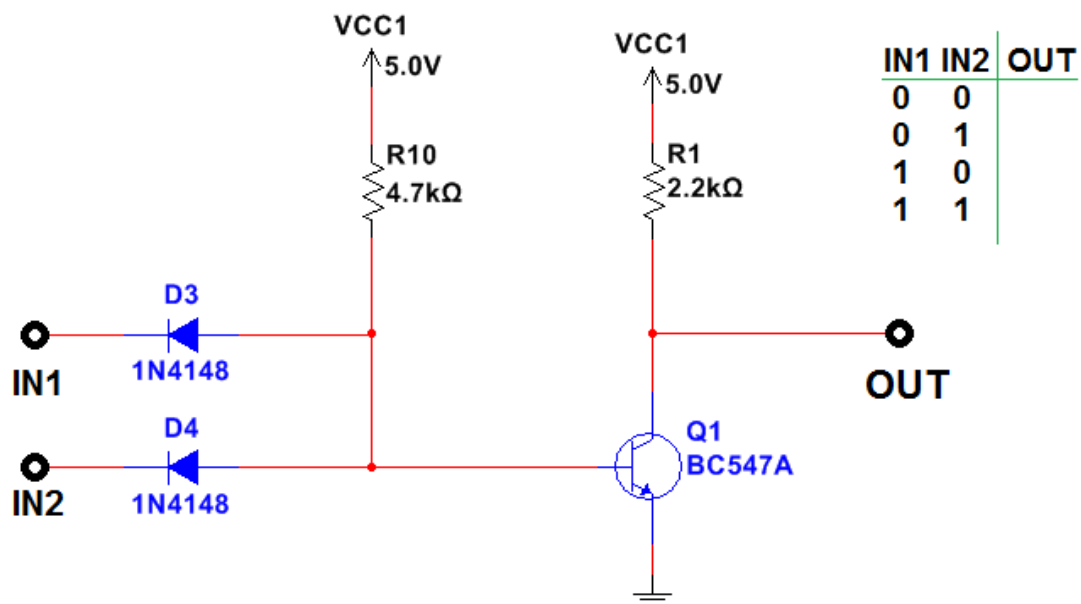 VCC1
5.0V
R10
4.7kΩ
VCC1
5.0V
R1
2.2kΩ
IN1 IN2 OUT
0 0
0 1
1 0
1 1
D3
1N4148
IN1
D4
1N4148
IN2
Q1
BC547A
OUT